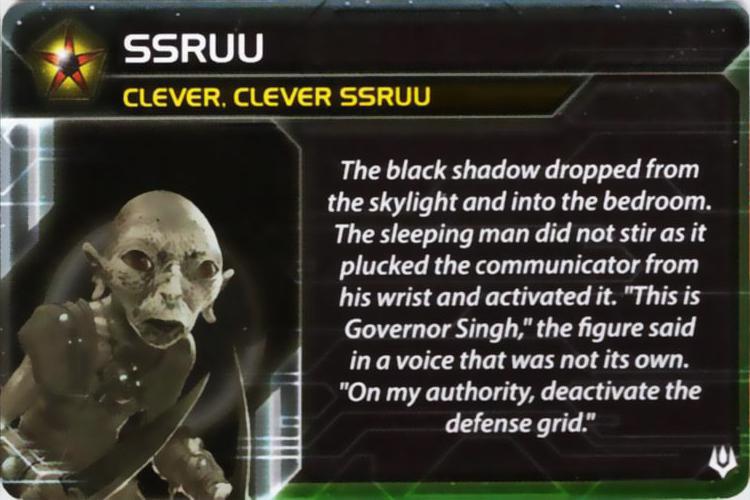 SSRUU
CLEVER, CLEVER SSRUU
The black shadow dropped from
the skylight and into the bedroom.
The sleeping man did not stir as it
plucked the communicator from
his wrist and activated it. "This is
Governor Singh," the figure said
in a voice that was not its own.
"On my authority, deactivate the
defense grid."